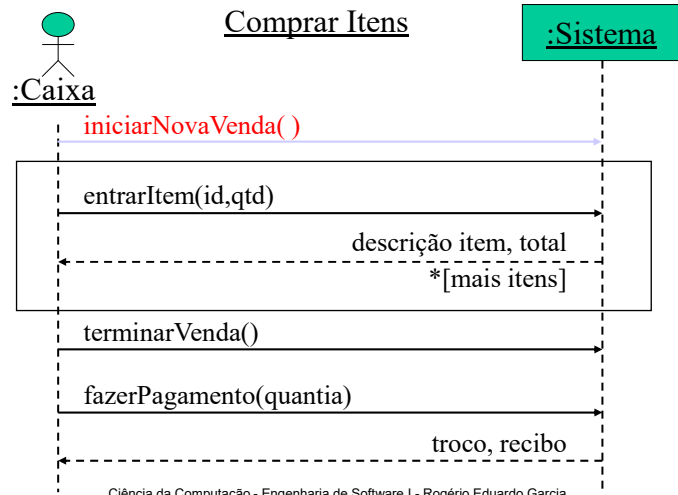 Comprar Itens
:Sistema
:Caixa
iniciarNovaVenda( )
entrarItem(id,qtd)
descrição item, total
*[mais itens]
terminarVenda()
fazerPagamento(quantia)
troco, recibo
Ciência da Computação - Engenharia de Software I - Rogério Eduardo Garcia